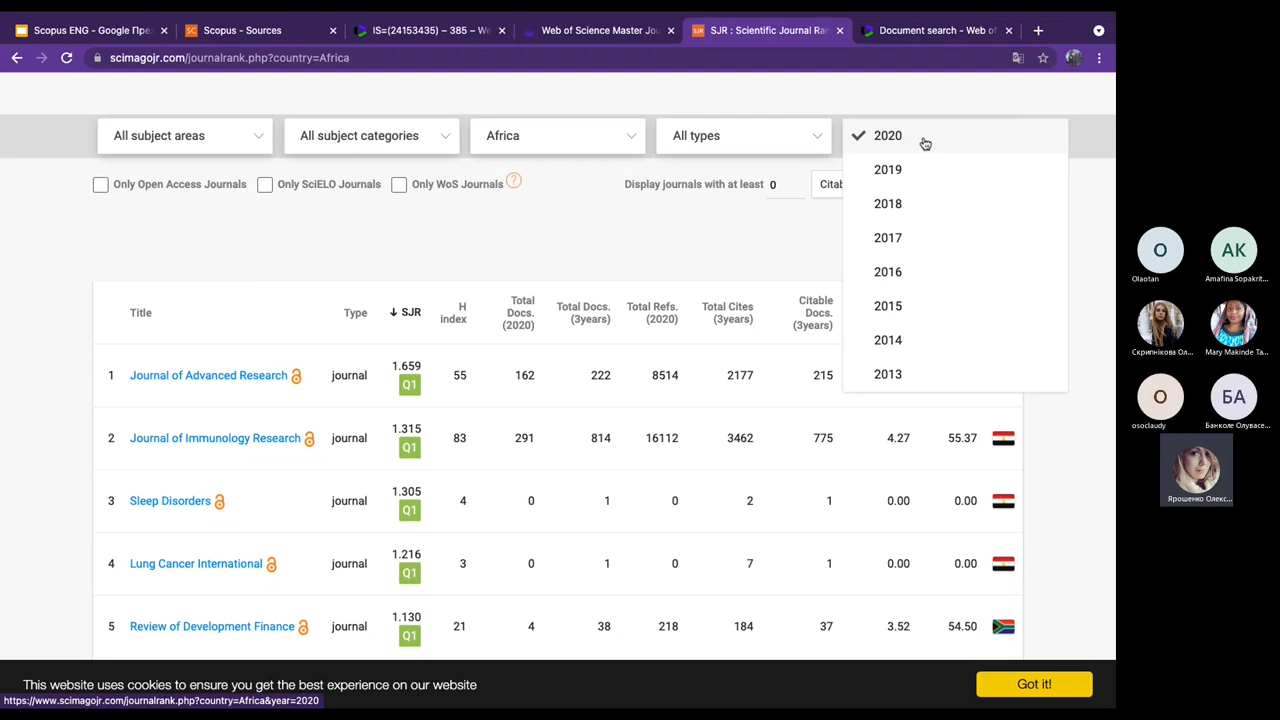 Scopus ENG - Google Пре
Scopus - Sources
IS=(24153435) – 385 – We
Web of Science Master Jou
SJR : Scientific Journal Ran
Document search - Web of
scimagojr.com/journalrank.php?country=Africa
All subject areas
All subject categories
Africa
All types
2020
2019
2018
2017
2016
2015
2014
2013
Only Open Access Journals
Only SciELO Journals
Only WoS Journals ?
Display journals with at least 0
Citab
Title Type SJR H index Total Docs. (2020) Total Docs. (3years) Total Refs. (2020) Total Cites (3years) Citable Docs. (3years)
1 Journal of Advanced Research journal 1.659 Q1 55 162 222 8514 2177 215
2 Journal of Immunology Research journal 1.315 Q1 83 291 814 16112 3462 775 4.27 55.37
3 Sleep Disorders journal 1.305 Q1 4 0 1 0 2 1 0.00 0.00
4 Lung Cancer International journal 1.216 Q1 3 0 1 0 7 1 0.00 0.00
5 Review of Development Finance journal 1.130 Q1 21 4 38 218 184 37 3.52 54.50
This website uses cookies to ensure you get the best experience on our website
Got it!
https://www.scimagojr.com/journalrank.php?country=Africa&year=2020
O
Olaotan
АК
Amafina Sopakrit...
Скрипнікова Ол...
Mary Makinde Ta...
O
osoclaudy
БА
Банколе Олувасе...
Ярошенко Олекс...